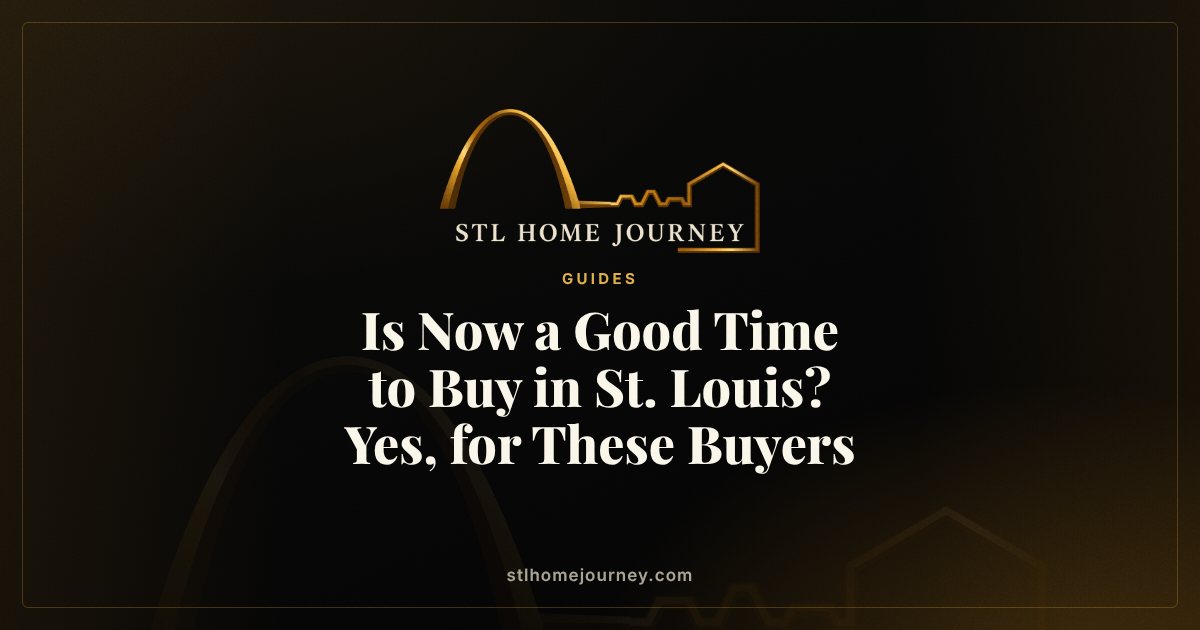 STL HOME JOURNEY
GUIDES
Is Now a Good Time
to Buy in St. Louis?
Yes, for These Buyers
stlhomejourney.com